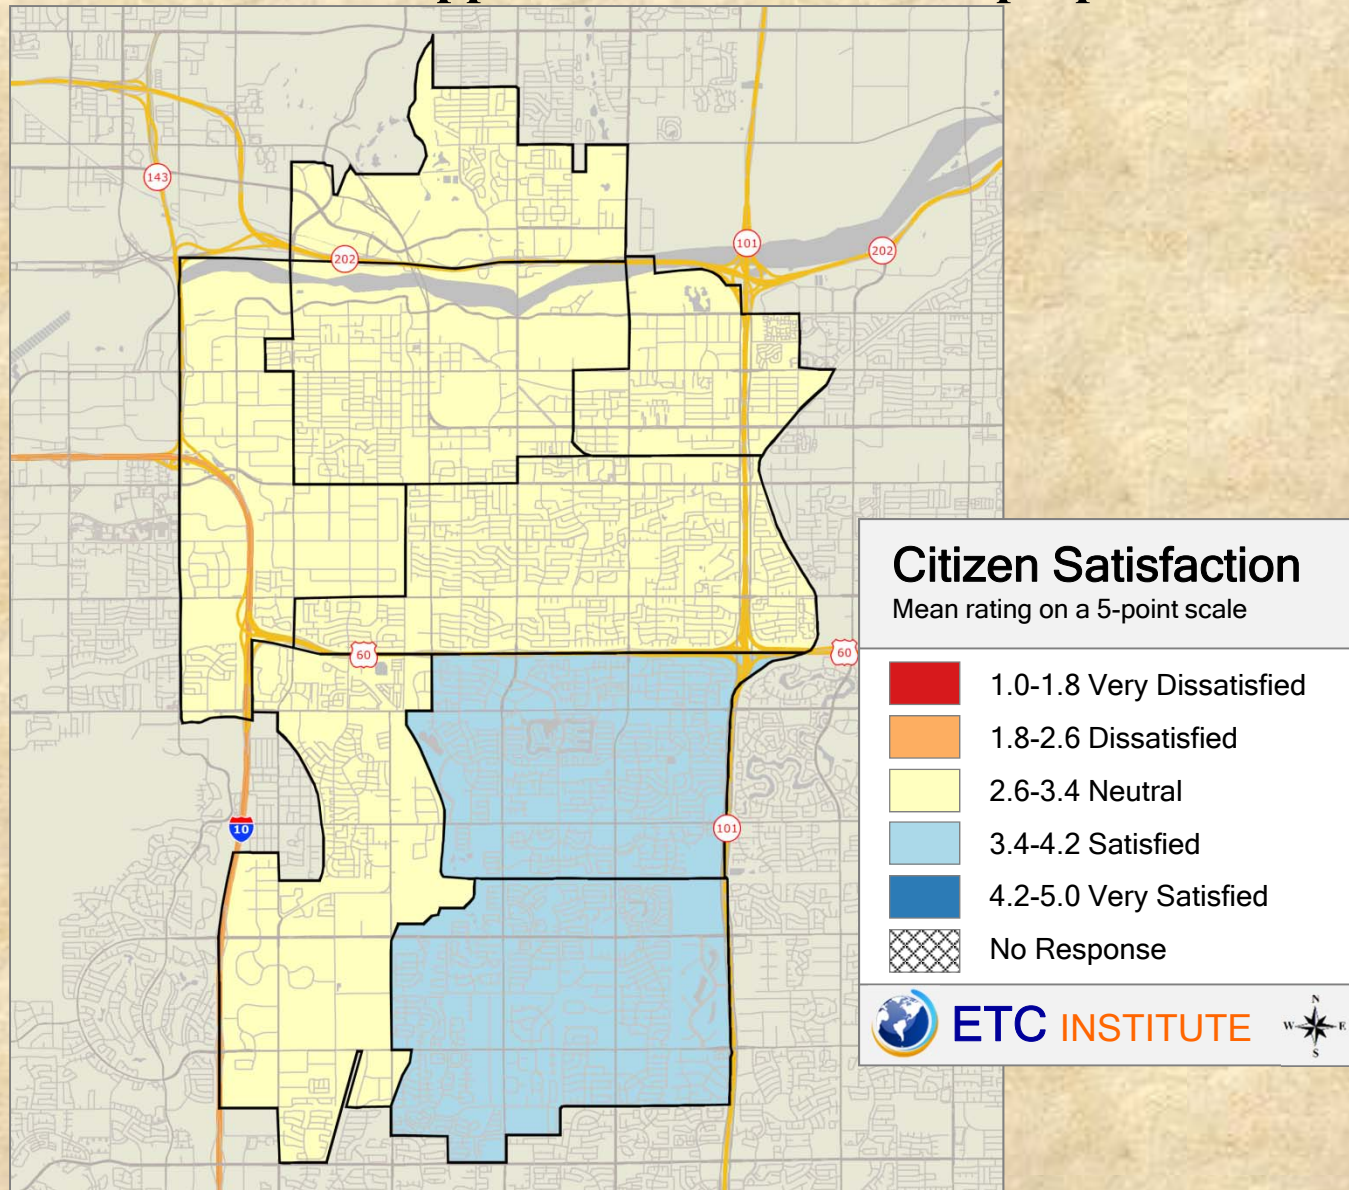 143
202
101
202
Citizen Satisfaction
Mean rating on a 5-point scale
60
60
1.0-1.8 Very Dissatisfied
1.8-2.6 Dissatisfied
2.6-3.4 Neutral
10
101
3.4-4.2 Satisfied
4.2-5.0 Very Satisfied
No Response
ETC INSTITUTE
N
W E
S